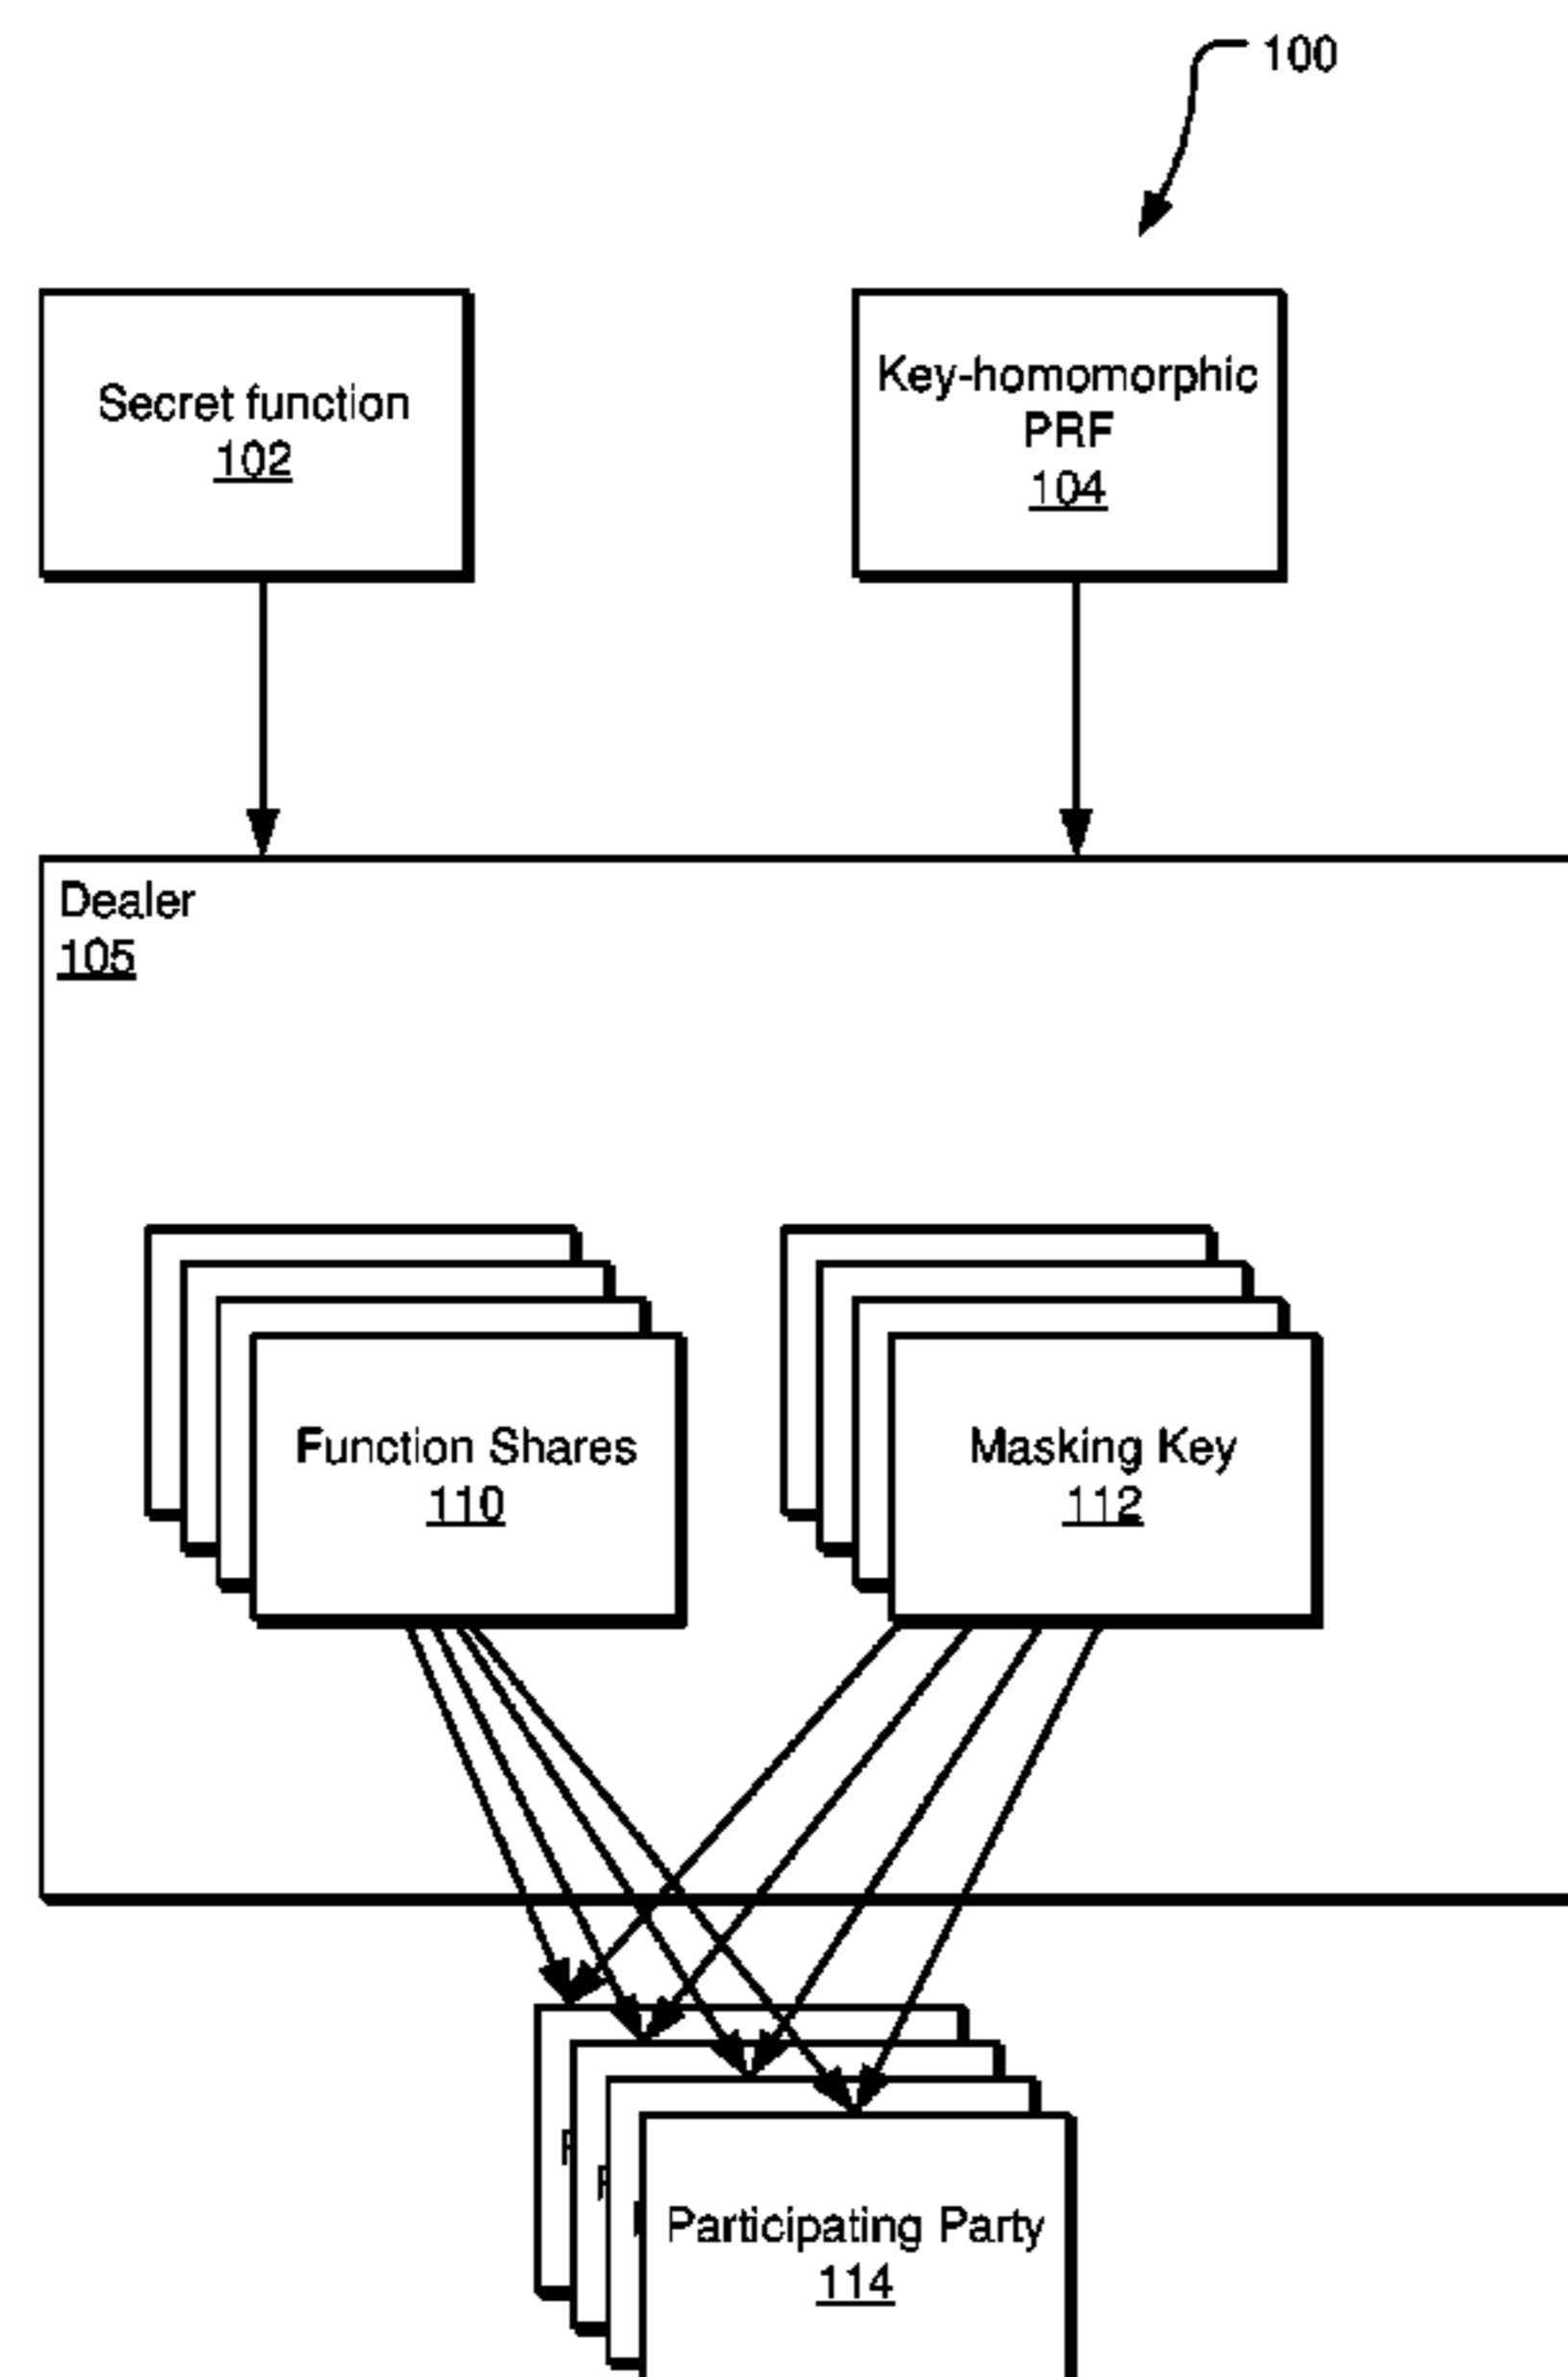 100
Secret function
102
Key-homomorphic
PRF
104
Dealer
105
Function Shares
110
Masking Key
112
Participating Party
114